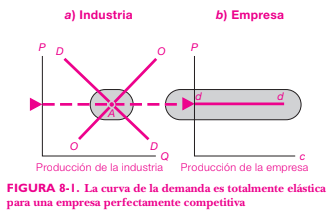 a) Industria
b) Empresa
P
D
O
A
O
D
Q
Producción de la industria
P
d
d
c
Producción de la empresa
FIGURA 8-1. La curva de la demanda es totalmente elástica
para una empresa perfectamente competitiva